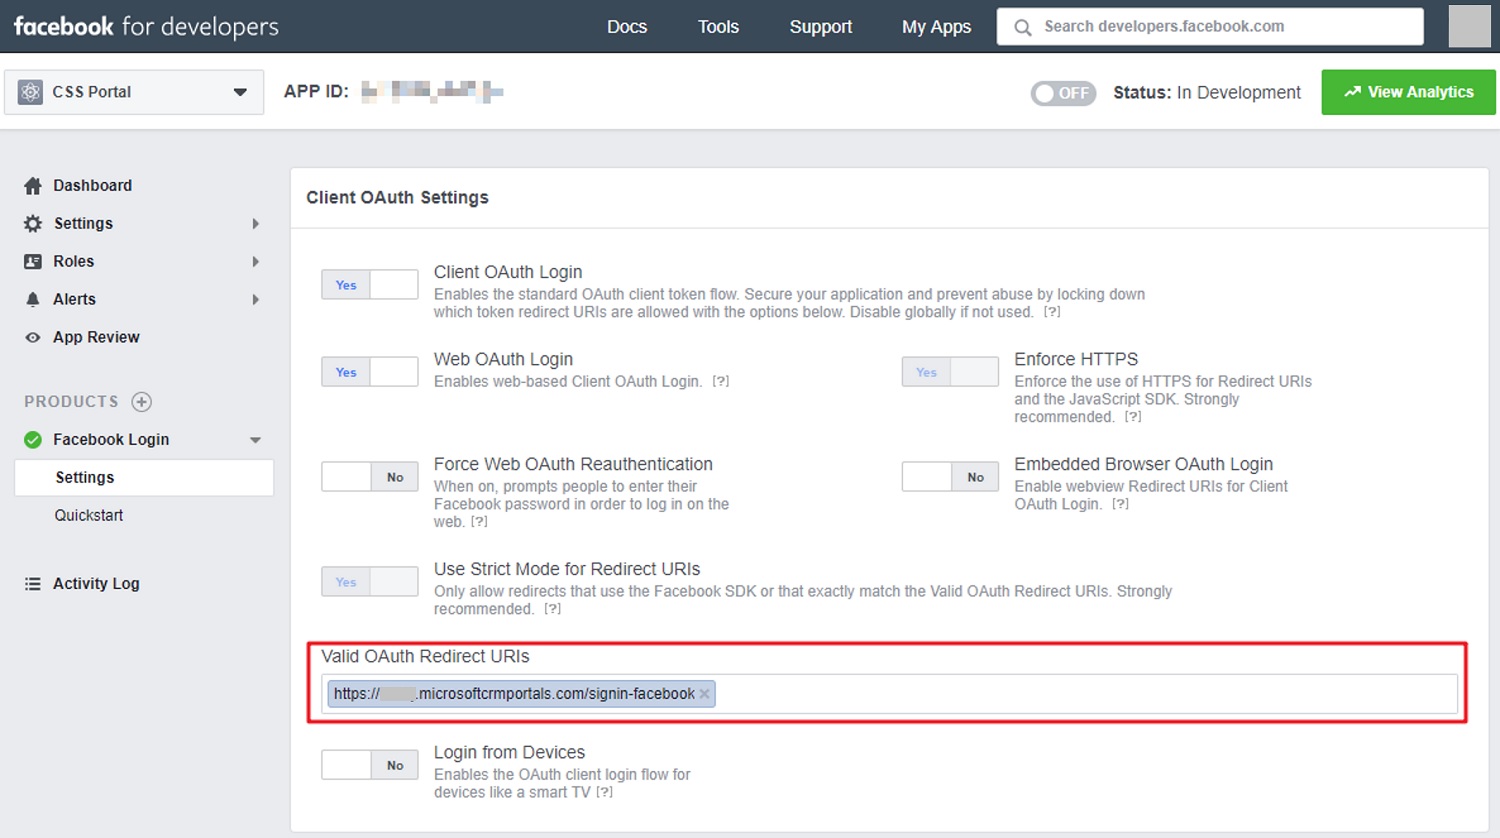 facebook for developers
Docs
Tools
Support
My Apps
Search developers.facebook.com
CSS Portal
APP ID:
OFF
Status: In Development
View Analytics
Dashboard
Settings
Roles
Alerts
App Review
PRODUCTS
Facebook Login
Settings
Quickstart
Activity Log
Client OAuth Settings
Yes
Client OAuth Login
Enables the standard OAuth client token flow. Secure your application and prevent abuse by locking down
which token redirect URIs are allowed with the options below. Disable globally if not used. [?]
Yes
Web OAuth Login
Enables web-based Client OAuth Login. [?]
Yes
Enforce HTTPS
Enforce the use of HTTPS for Redirect URIs
and the JavaScript SDK. Strongly
recommended. [?]
No
Force Web OAuth Reauthentication
When on, prompts people to enter their
Facebook password in order to log in on the
web. [?]
No
Embedded Browser OAuth Login
Enable webview Redirect URIs for Client
OAuth Login. [?]
Yes
Use Strict Mode for Redirect URIs
Only allow redirects that use the Facebook SDK or that exactly match the Valid OAuth Redirect URIs. Strongly
recommended. [?]
Valid OAuth Redirect URIs
https:// .microsoftcrmportals.com/signin-facebook ×
No
Login from Devices
Enables the OAuth client login flow for
devices like a smart TV [?]